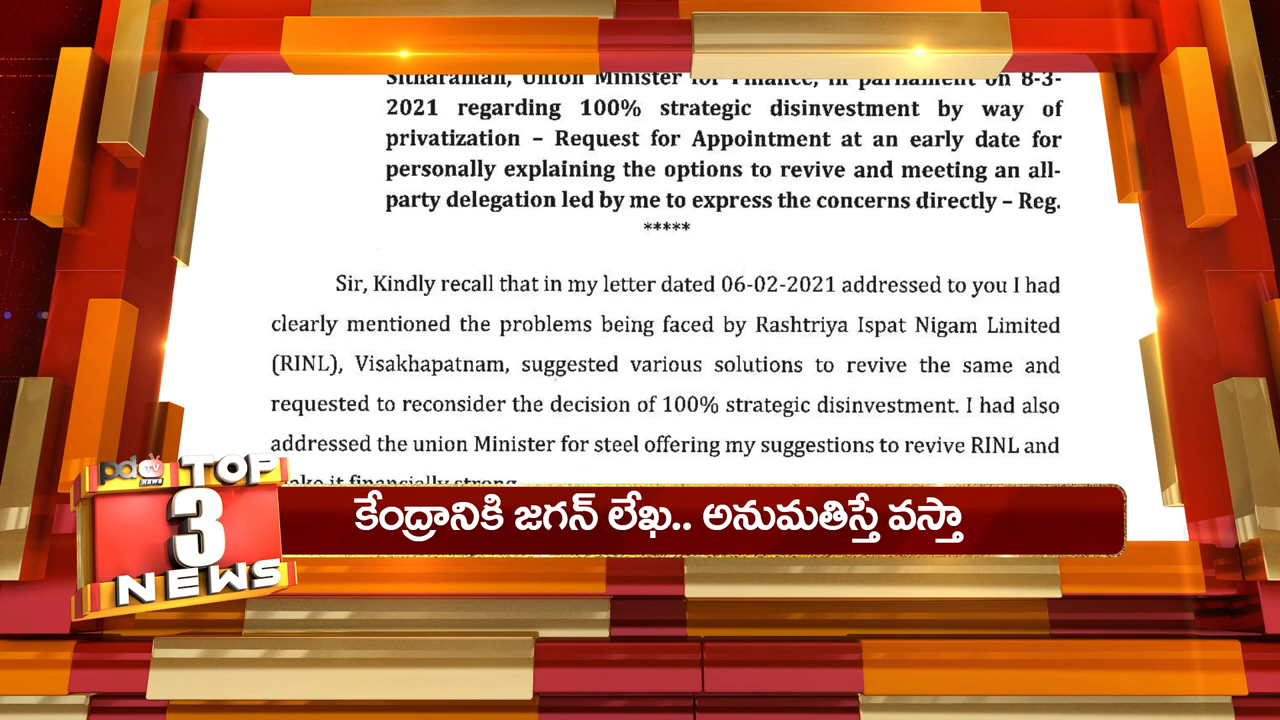 Sitharaman, Union Minister for Finance, in parliament on 8-3-
2021 regarding 100% strategic disinvestment by way of
privatization – Request for Appointment at an early date for
personally explaining the options to revive and meeting an all-
party delegation led by me to express the concerns directly – Reg.
*****
Sir, Kindly recall that in my letter dated 06-02-2021 addressed to you I had
clearly mentioned the problems being faced by Rashtriya Ispat Nigam Limited
(RINL), Visakhapatnam, suggested various solutions to revive the same and
requested to reconsider the decision of 100% strategic disinvestment. I had also
addressed the union Minister for steel offering my suggestions to revive RINL and
make it financially strong.
TV
NEWS
TOP
3
NEWS
కేంద్రానికి జగన్ లేఖ.. అనుమతిస్తే వస్తా